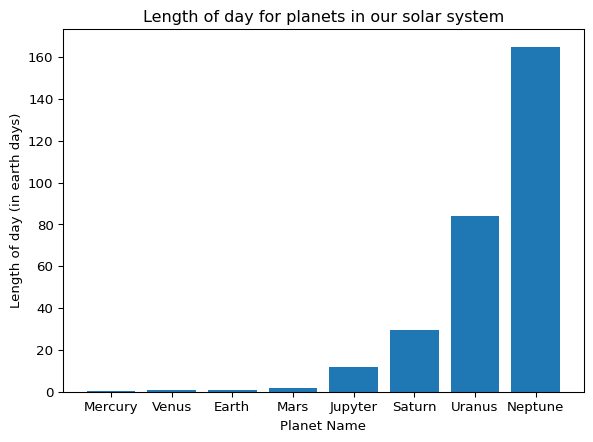 Length of day for planets in our solar system
160
140
120
100
80
60
40
20
0
Length of day (in earth days)
Mercury Venus Earth Mars Jupyter Saturn Uranus Neptune
Planet Name